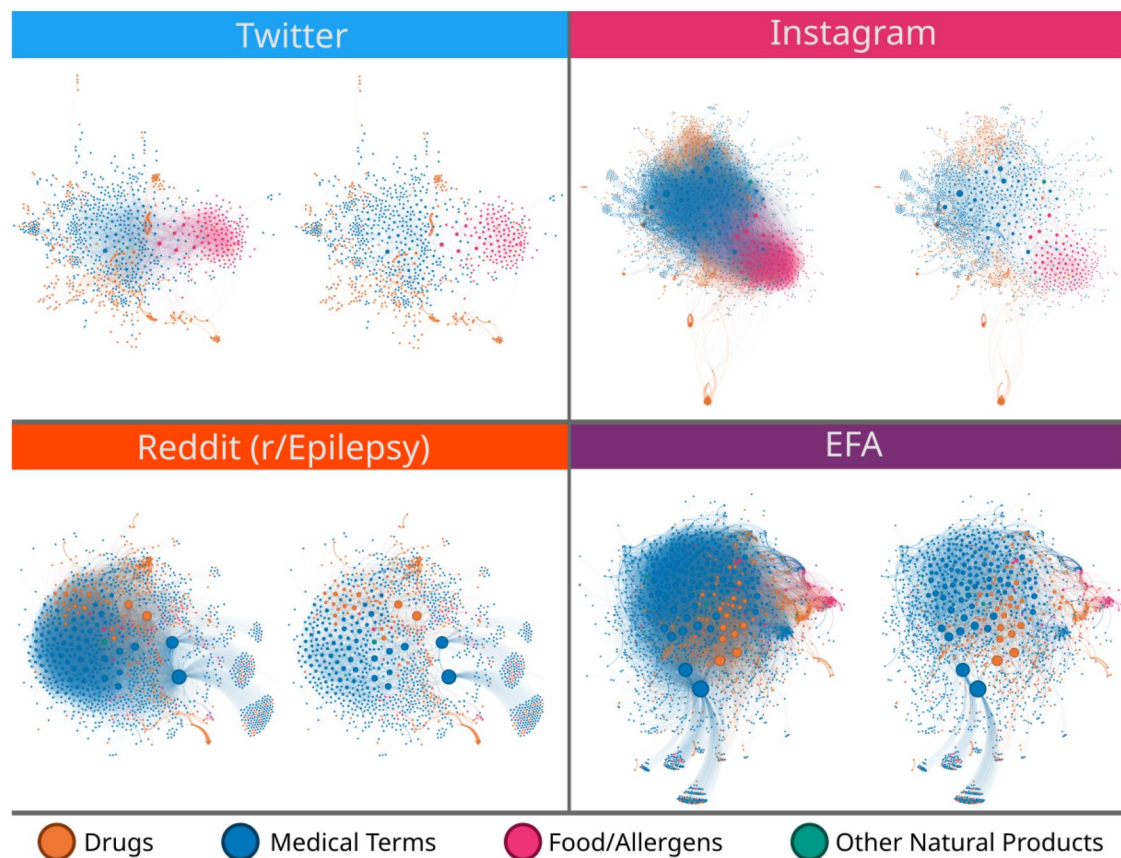 Twitter
Instagram
Reddit (r/Epilepsy)
EFA
Drugs
Medical Terms
Food/Allergens
Other Natural Products